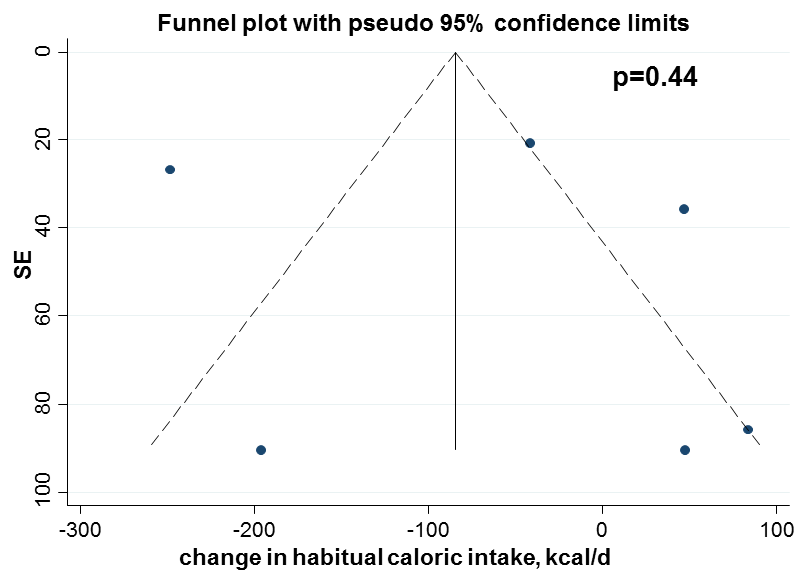 Funnel plot with pseudo 95% confidence limits
p=0.44
0
20
40
60
80
100
SE
-300 -200 -100 0 100
change in habitual caloric intake, kcal/d